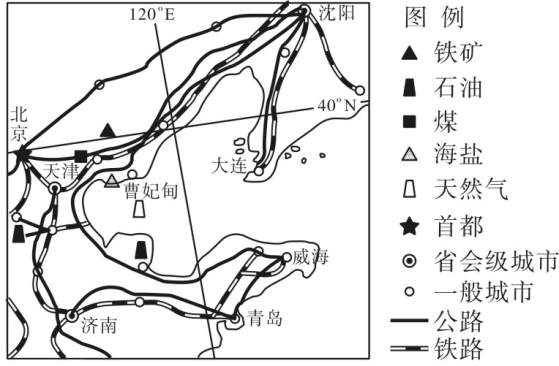 120°E
沈阳
北京
40°N
天津
曹妃甸
大连
威海
济南
青岛
图例
铁矿
石油
煤
海盐
天然气
首都
省会级城市
一般城市
公路
铁路